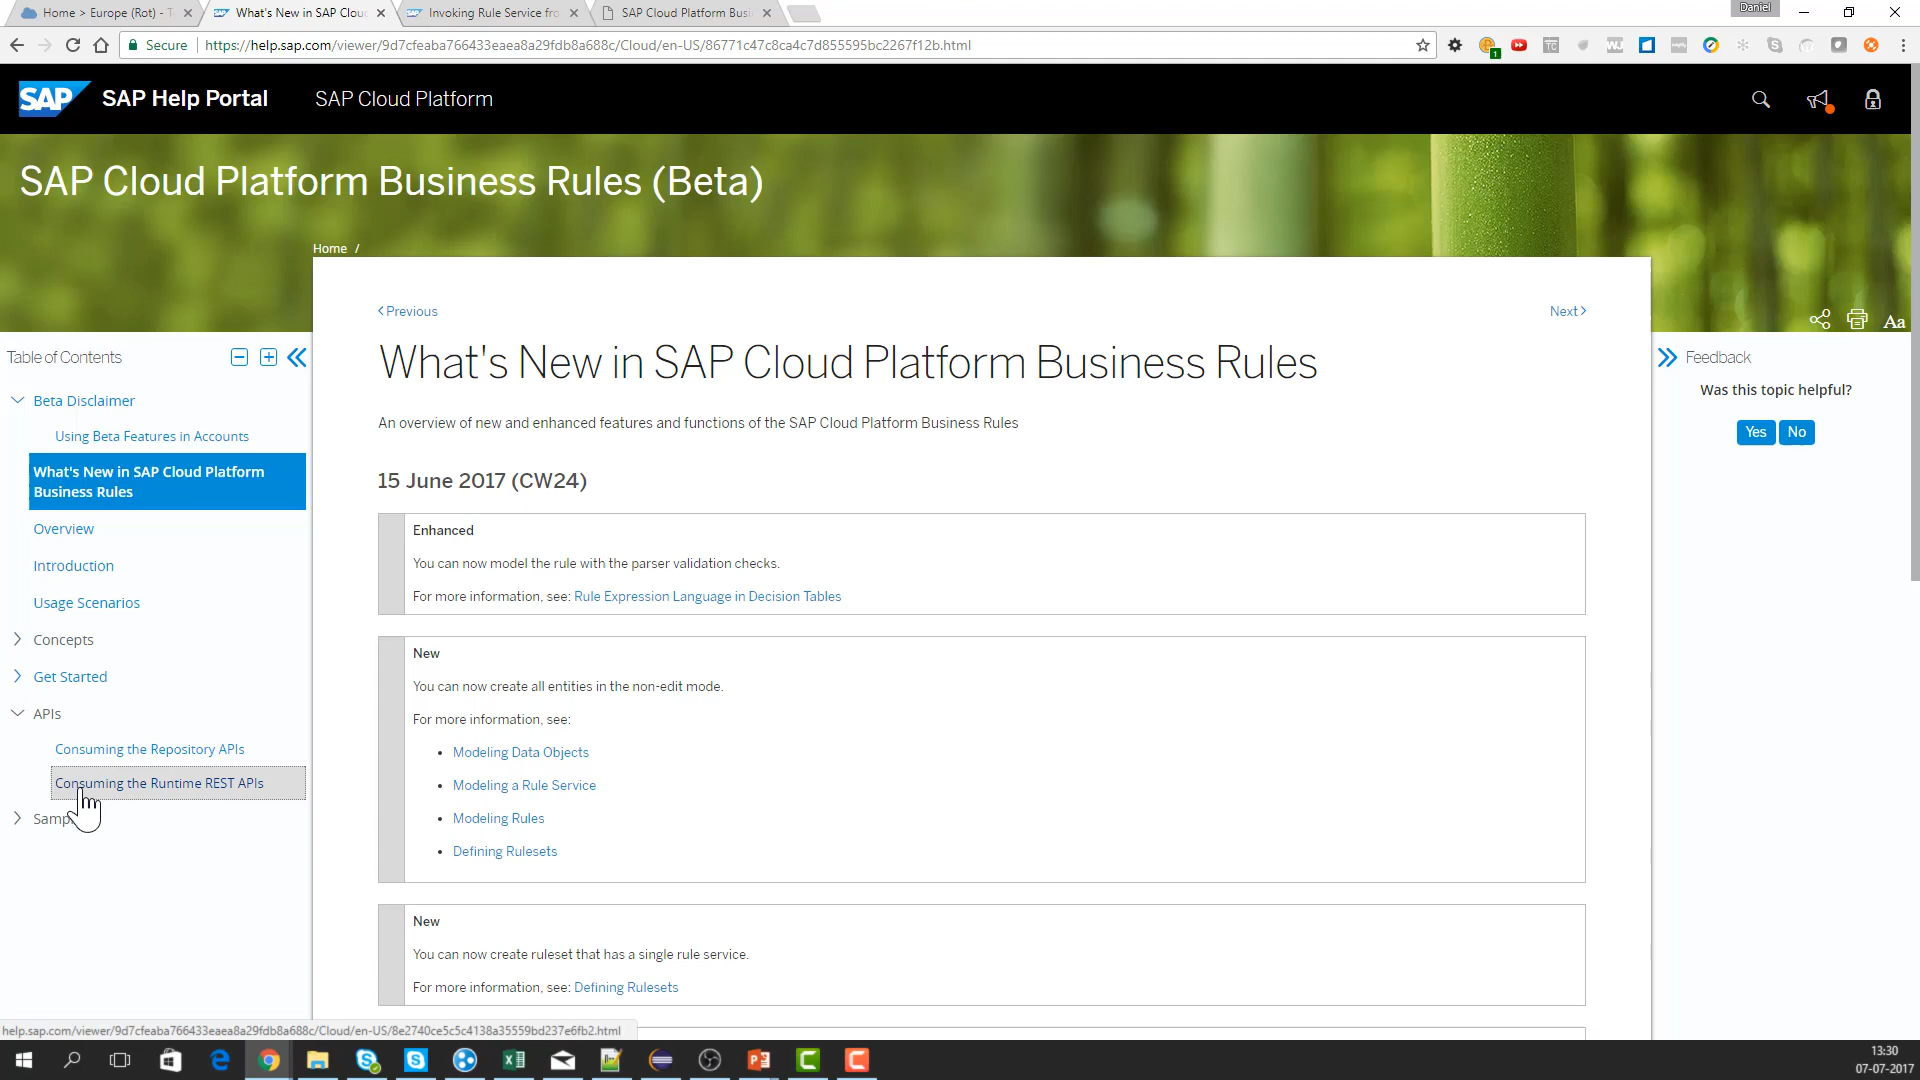 Home > Europe (Rot) - T
What's New in SAP Clou
Invoking Rule Service fro
SAP Cloud Platform Busi
Daniel
Secure
https://help.sap.com/viewer/9d7cfeaba766433eaea8a29fdb8a688c/Cloud/en-US/86771c47c8ca4c7d855595bc2267f12b.html
SAP
SAP Help Portal
SAP Cloud Platform
SAP Cloud Platform Business Rules (Beta)
Home /
Previous
Next
Table of Contents
What's New in SAP Cloud Platform Business Rules
Feedback
Was this topic helpful?
Yes No
Beta Disclaimer
Using Beta Features in Accounts
What's New in SAP Cloud Platform
Business Rules
Overview
Introduction
Usage Scenarios
Concepts
Get Started
APIs
Consuming the Repository APIs
Consuming the Runtime REST APIs
An overview of new and enhanced features and functions of the SAP Cloud Platform Business Rules
15 June 2017 (CW24)
Enhanced
You can now model the rule with the parser validation checks.
For more information, see: Rule Expression Language in Decision Tables
New
You can now create all entities in the non-edit mode.
For more information, see:
• Modeling Data Objects
• Modeling a Rule Service
• Modeling Rules
• Defining Rulesets
New
You can now create ruleset that has a single rule service.
For more information, see: Defining Rulesets
help.sap.com/viewer/9d7cfeaba766433eaea8a29fdb8a688c/Cloud/en-US/8e2740ce5c5c4138a35559bd237e6fb2.html
13:30
07-07-2017